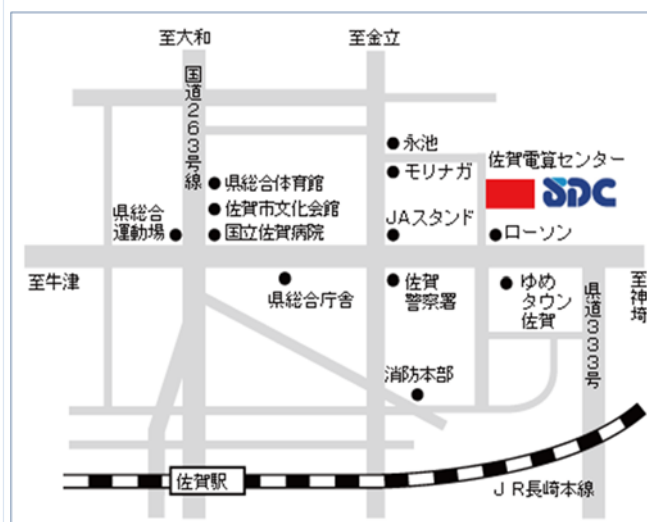 至大和
至金立
国道263号線
永池
佐賀電算センター
モリナガ
県総合体育館
SDC
佐賀市文化会館
県総合
運動場
JAスタンド
国立佐賀病院
ローソン
至牛津
県総合庁舎
佐賀
警察署
ゆめ
タウン
佐賀
県道333号
至神埼
消防本部
佐賀駅
JR長崎本線